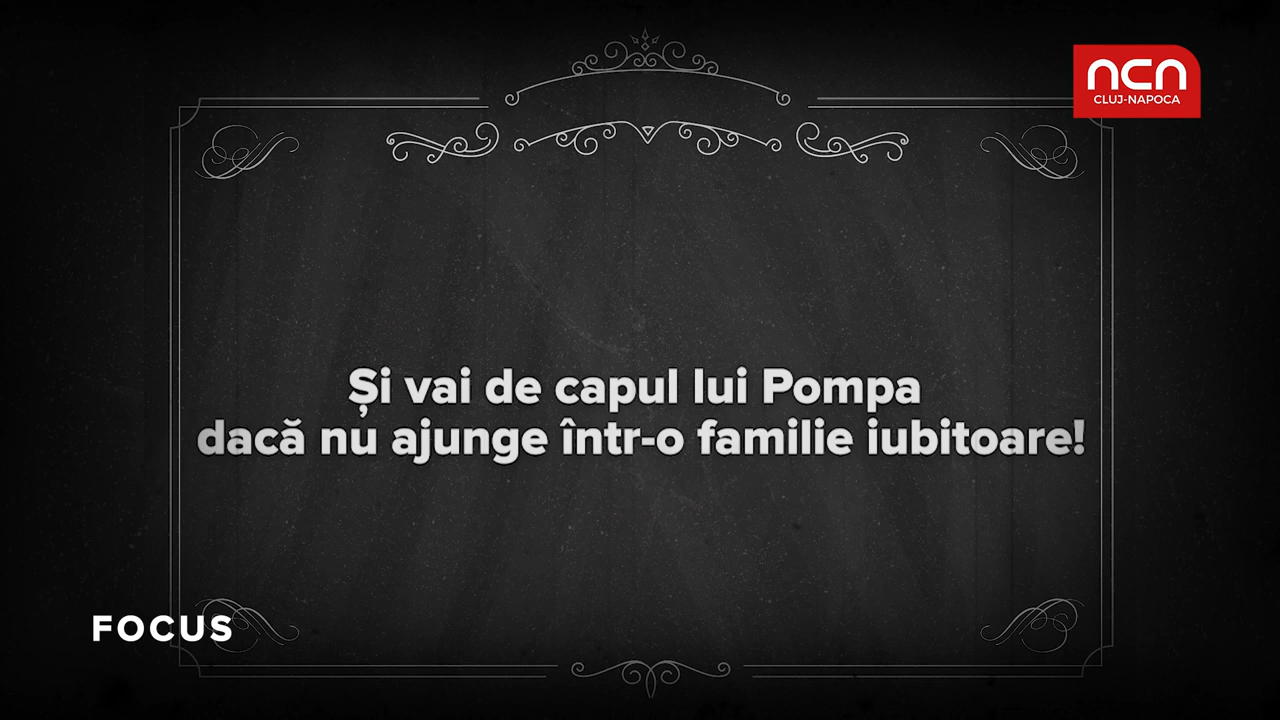 ncn
CLUJ-NAPOCA
Și vai de capul lui Pompa
dacă nu ajunge într-o familie iubitoare!
FOCUS